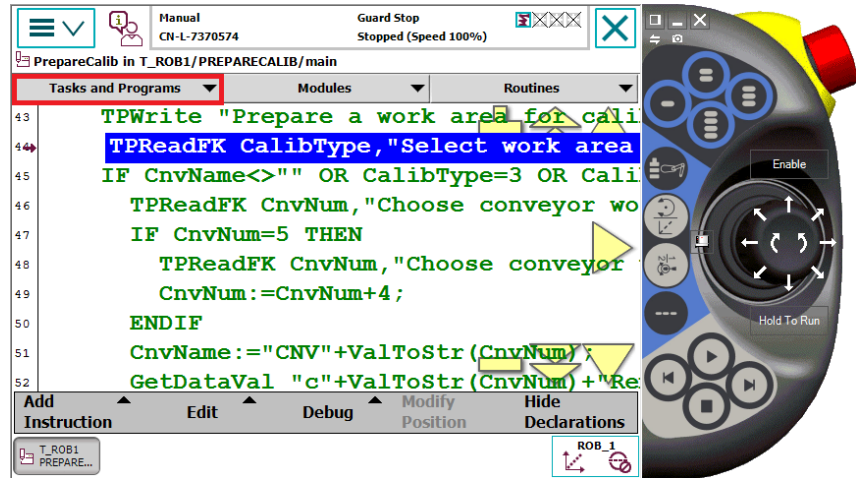 Manual
CN-L-7370574
Guard Stop
Stopped (Speed 100%)
PrepareCalib in T_ROB1/PREPARECALIB/main
Tasks and Programs
Modules
Routines
43 TPWrite "Prepare a work area for cali
44 TPReadFK CalibType,"Select work area
45 IF CnvName<>"" OR CalibType=3 OR Cali
46 TPReadFK CnvNum,"Choose conveyor wo
47 IF CnvNum=5 THEN
48 TPReadFK CnvNum,"Choose conveyor
49 CnvNum:=CnvNum+4;
50 ENDIF
51 CnvName:="CNV"+ValToStr(CnvNum);
52 GetDataVal "c"+ValToStr(CnvNum)+"Re
Add
Instruction
Edit
Debug
Modify
Position
Hide
Declarations
T_ROB1
PREPARE...
ROB_1
Enable
Hold To Run